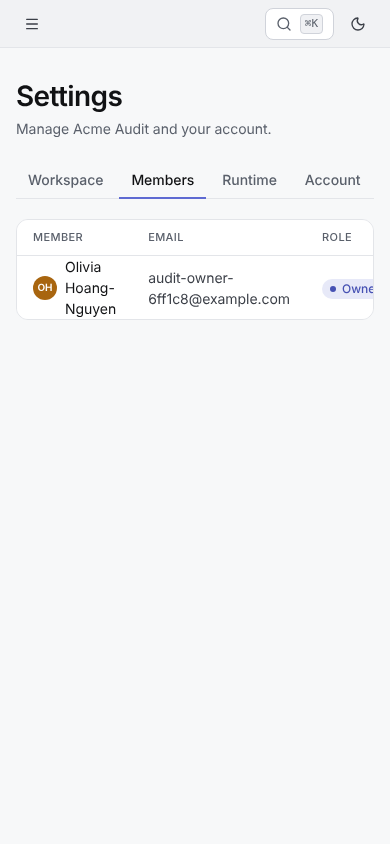 ⌘K
Settings
Manage Acme Audit and your account.
Workspace Members Runtime Account
MEMBER EMAIL ROLE
OH
Olivia
Hoang-
Nguyen
audit-owner-
6ff1c8@example.com
Owne